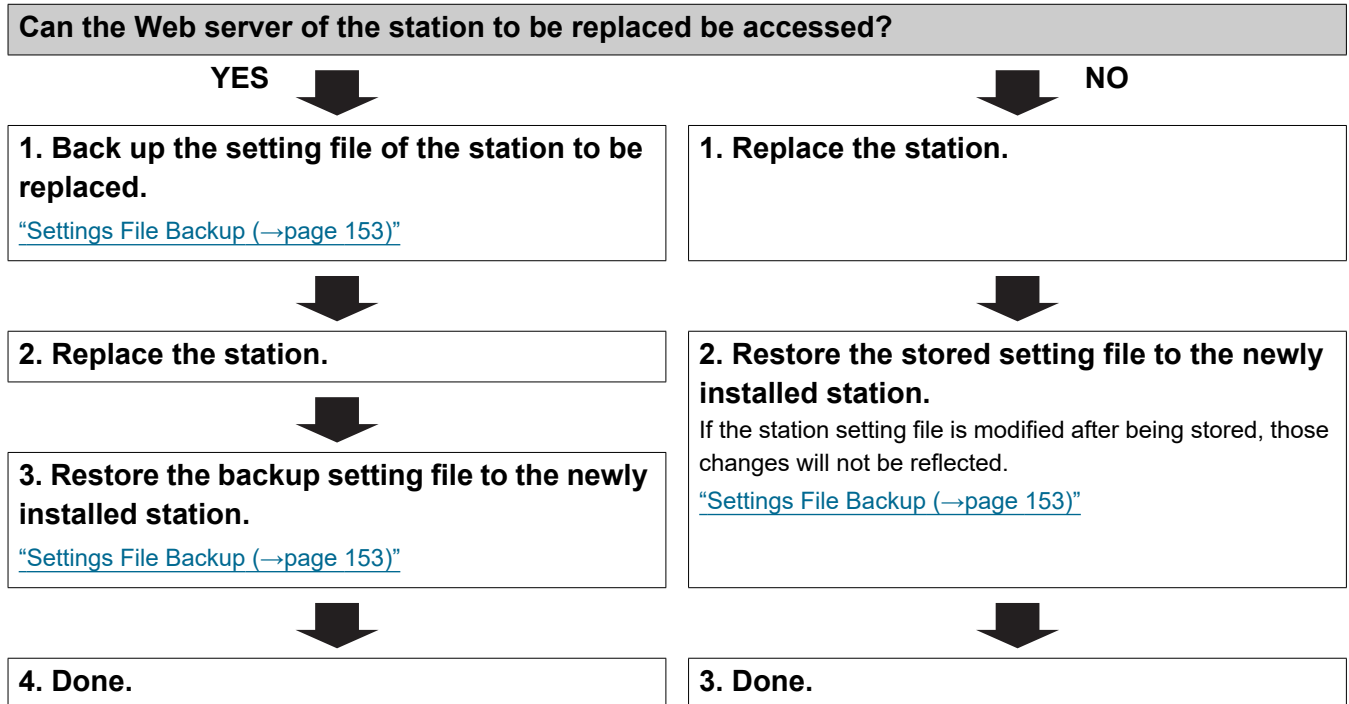 Can the Web server of the station to be replaced be accessed?
YES
1. Back up the setting file of the station to be
replaced.
“Settings File Backup (→page 153)”
2. Replace the station.
3. Restore the backup setting file to the newly
installed station.
“Settings File Backup (→page 153)”
4. Done.
NO
1. Replace the station.
2. Restore the stored setting file to the newly
installed station.
If the station setting file is modified after being stored, those
changes will not be reflected.
“Settings File Backup (→page 153)”
3. Done.